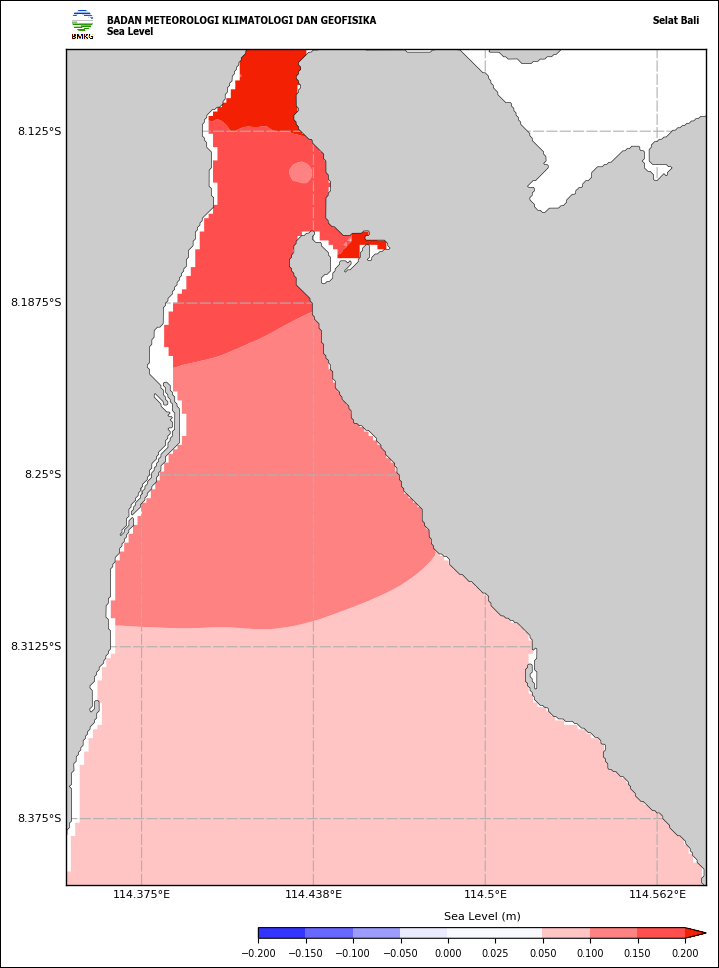 BMKG
BADAN METEOROLOGI KLIMATOLOGI DAN GEOFISIKA
Sea Level
Selat Bali
8.125°S
8.1875°S
8.25°S
8.3125°S
8.375°S
114.375°E 114.438°E 114.5°E 114.562°E
Sea Level (m)
−0.200 −0.150 −0.100 −0.050 0.000 0.025 0.050 0.100 0.150 0.200